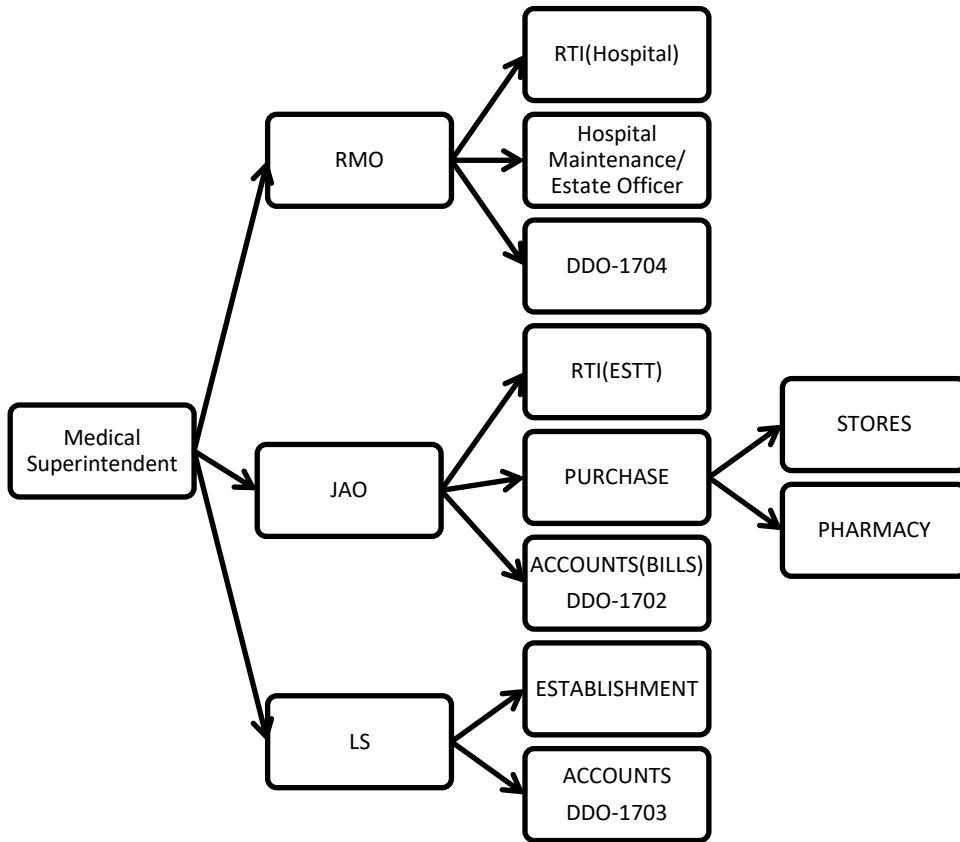 Medical
Superintendent
RMO
RTI(Hospital)
Hospital
Maintenance/
Estate Officer
DDO-1704
JAO
RTI(ESTT)
PURCHASE
STORES
PHARMACY
ACCOUNTS(BILLS)
DDO-1702
LS
ESTABLISHMENT
ACCOUNTS
DDO-1703